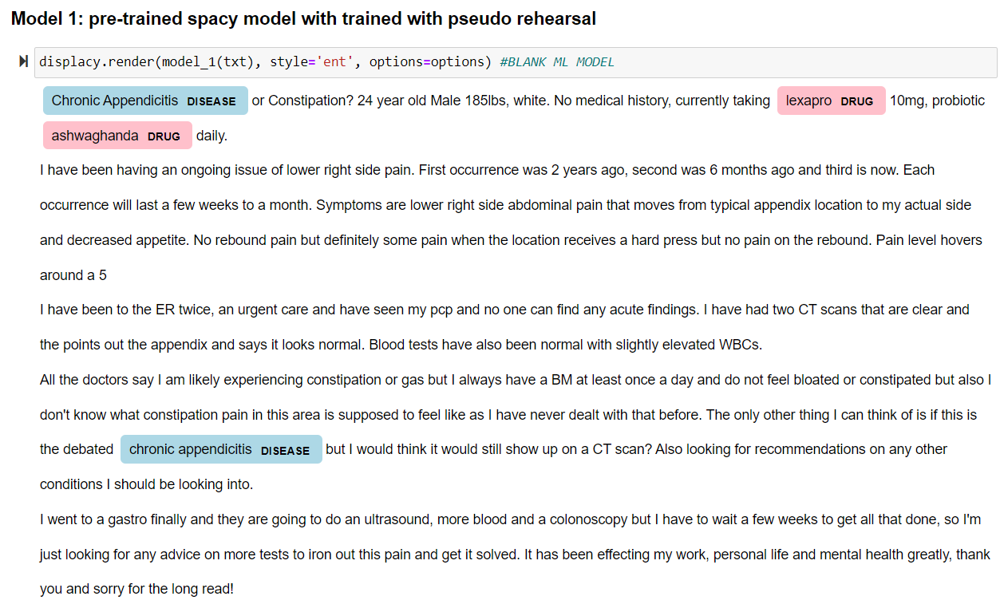 Model 1: pre-trained spacy model with trained with pseudo rehearsal
displacy.render(model_1(txt), style='ent', options=options) #BLANK ML MODEL
Chronic Appendicitis DISEASE or Constipation? 24 year old Male 185lbs, white. No medical history, currently taking lexapro DRUG 10mg, probiotic
ashwaghanda DRUG daily.
I have been having an ongoing issue of lower right side pain. First occurrence was 2 years ago, second was 6 months ago and third is now. Each
occurrence will last a few weeks to a month. Symptoms are lower right side abdominal pain that moves from typical appendix location to my actual side
and decreased appetite. No rebound pain but definitely some pain when the location receives a hard press but no pain on the rebound. Pain level hovers
around a 5
I have been to the ER twice, an urgent care and have seen my pcp and no one can find any acute findings. I have had two CT scans that are clear and
the points out the appendix and says it looks normal. Blood tests have also been normal with slightly elevated WBCs.
All the doctors say I am likely experiencing constipation or gas but I always have a BM at least once a day and do not feel bloated or constipated but also I
don't know what constipation pain in this area is supposed to feel like as I have never dealt with that before. The only other thing I can think of is if this is
the debated chronic appendicitis DISEASE but I would think it would still show up on a CT scan? Also looking for recommendations on any other
conditions I should be looking into.
I went to a gastro finally and they are going to do an ultrasound, more blood and a colonoscopy but I have to wait a few weeks to get all that done, so I'm
just looking for any advice on more tests to iron out this pain and get it solved. It has been effecting my work, personal life and mental health greatly, thank
you and sorry for the long read!